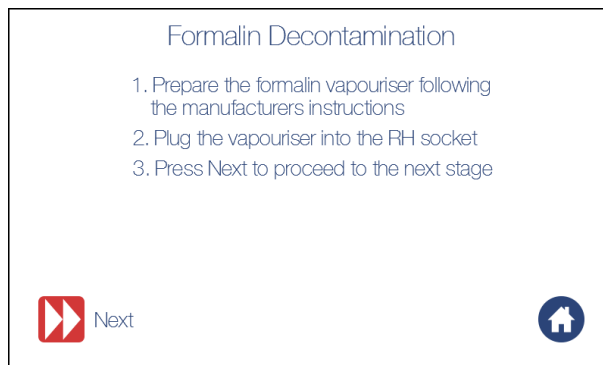 Formalin Decontamination
1. Prepare the formalin vapouriser following
the manufacturers instructions
2. Plug the vapouriser into the RH socket
3. Press Next to proceed to the next stage
Next